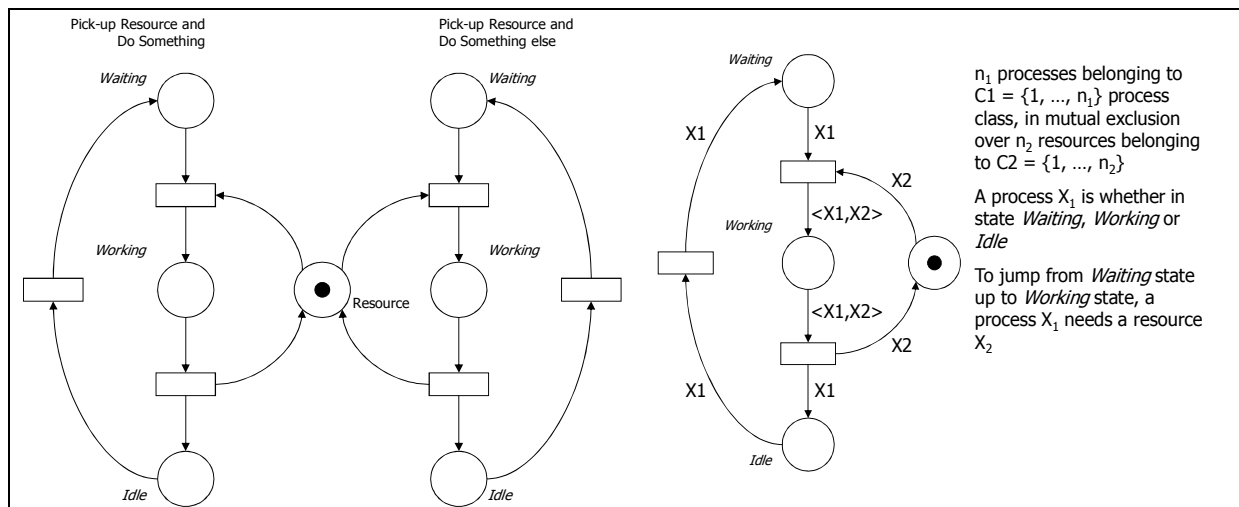 Pick-up Resource and
Do Something
Pick-up Resource and
Do Something else
Waiting
Working
Idle
Resource
Waiting
Working
Idle
Waiting
X1
X1
X2
<X1,X2>
Working
<X1,X2>
X2
X1
X1
Idle
n₁ processes belonging to
C1 = {1, ..., n₁} process
class, in mutual exclusion
over n₂ resources belonging
to C2 = {1, ..., n₂}
A process X₁ is whether in
state Waiting, Working or
Idle
To jump from Waiting state
up to Working state, a
process X₁ needs a resource
X₂